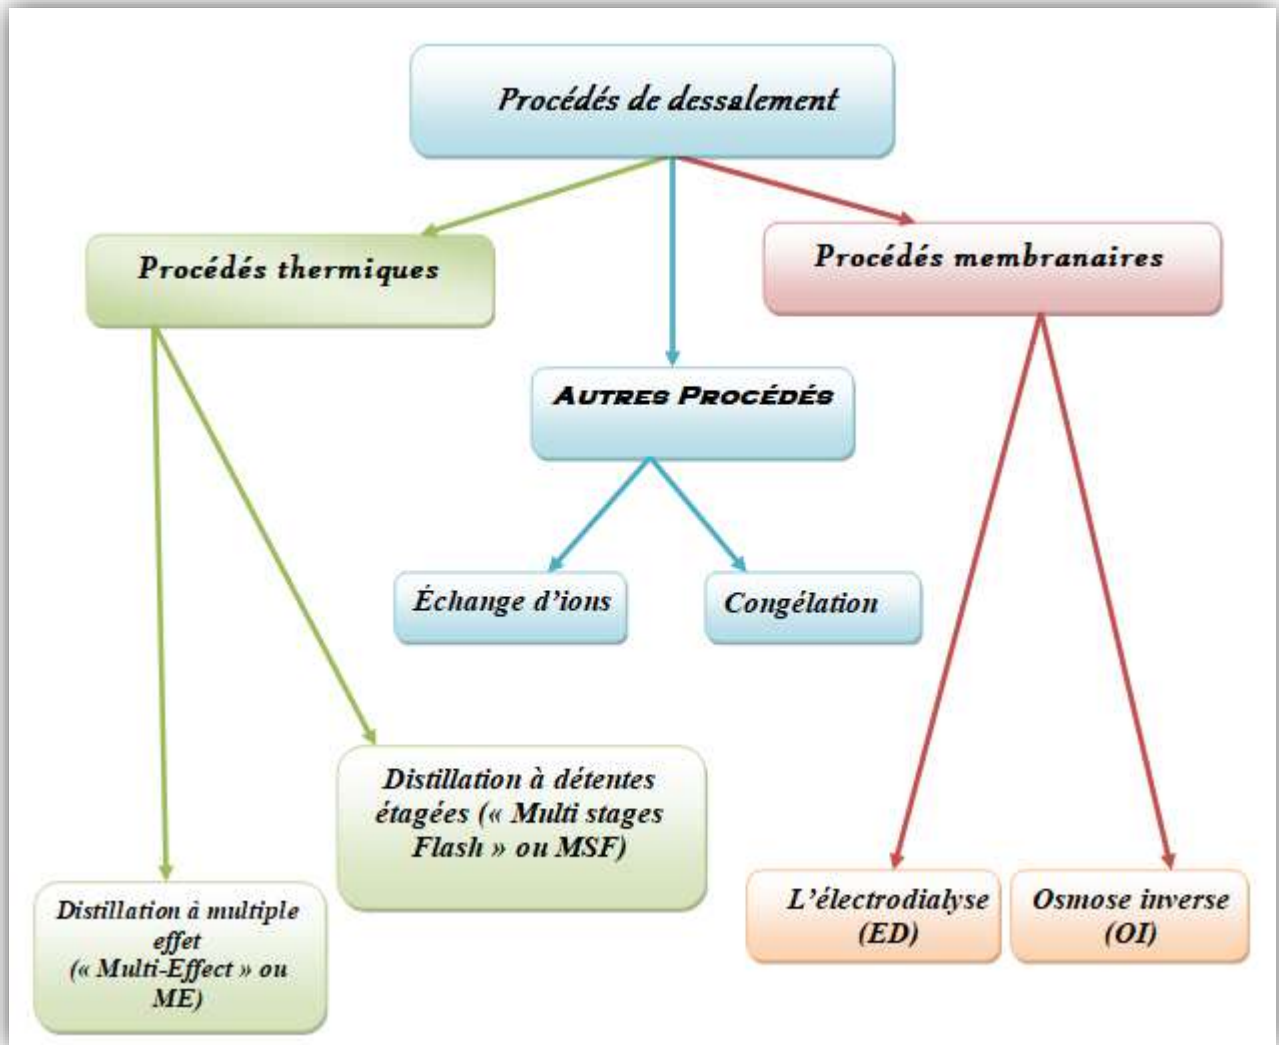 Procédés de dessalement
Procédés thermiques
Procédés membranaires
AUTRES PROCÉDÉS
Échange d'ions
Congélation
Distillation à détentes
étagées (« Multi stages
Flash » ou MSF)
Distillation à multiple
effet
(« Multi-Effect » ou
ME)
L'électrodialyse
(ED)
Osmose inverse
(OI)